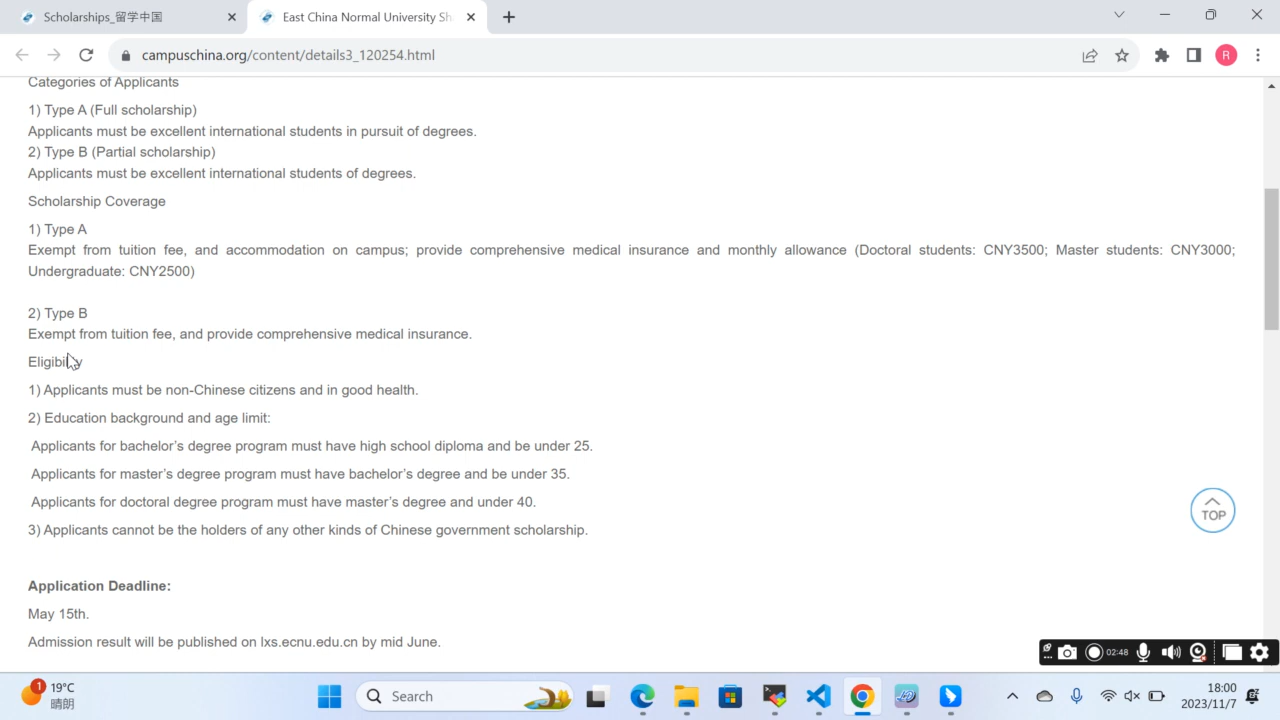 Scholarships_留学中国
East China Normal University Sh
campuschina.org/content/details3_120254.html
R
Categories of Applicants
1) Type A (Full scholarship)
Applicants must be excellent international students in pursuit of degrees.
2) Type B (Partial scholarship)
Applicants must be excellent international students of degrees.
Scholarship Coverage
1) Type A
Exempt from tuition fee, and accommodation on campus; provide comprehensive medical insurance and monthly allowance (Doctoral students: CNY3500; Master students: CNY3000;
Undergraduate: CNY2500)
2) Type B
Exempt from tuition fee, and provide comprehensive medical insurance.
Eligibility
1) Applicants must be non-Chinese citizens and in good health.
2) Education background and age limit:
Applicants for bachelor’s degree program must have high school diploma and be under 25.
Applicants for master’s degree program must have bachelor’s degree and be under 35.
Applicants for doctoral degree program must have master’s degree and under 40.
3) Applicants cannot be the holders of any other kinds of Chinese government scholarship.
TOP
Application Deadline:
May 15th.
Admission result will be published on lxs.ecnu.edu.cn by mid June.
02:48
1
19°C
晴朗
Search
18:00
2023/11/7